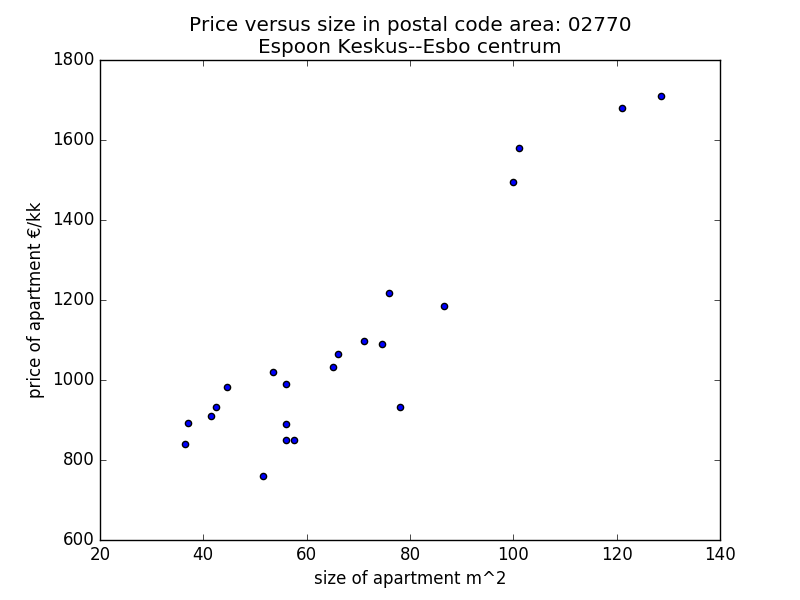 Price versus size in postal code area: 02770
Espoon Keskus--Esbo centrum
1800
1600
1400
1200
1000
800
600
price of apartment €/kk
20 40 60 80 100 120 140
size of apartment m^2